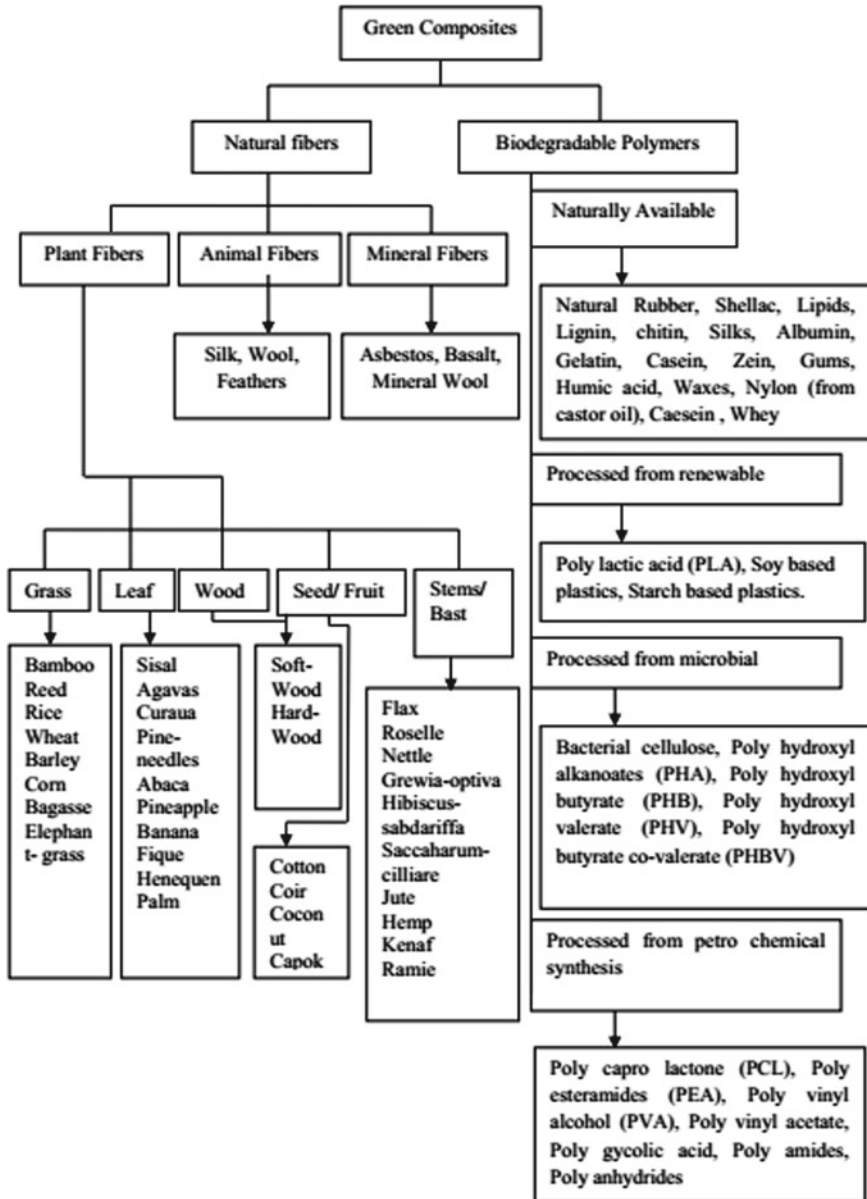 Green Composites
Natural fibers
Biodegradable Polymers
Naturally Available
Plant Fibers
Animal Fibers
Mineral Fibers
Natural Rubber, Shellac, Lipids,
Lignin, chitin, Silks, Albumin,
Gelatin, Casein, Zein, Gums,
Humic acid, Waxes, Nylon (from
castor oil), Caesein , Whey
Silk, Wool,
Feathers
Asbestos, Basalt,
Mineral Wool
Processed from renewable
Poly lactic acid (PLA), Soy based
plastics, Starch based plastics.
Grass
Leaf
Wood
Seed/ Fruit
Stems/
Bast
Processed from microbial
Bamboo
Reed
Rice
Wheat
Barley
Corn
Bagasse
Elephan
t- grass
Sisal
Agavas
Curaua
Pine-
needles
Abaca
Pineapple
Banana
Fique
Henequen
Palm
Soft-
Wood
Hard-
Wood
Cotton
Coir
Cocon
ut
Capok
Flax
Roselle
Nettle
Grewia-optiva
Hibiscus-
sabdariffa
Saccaharum-
cilliare
Jute
Hemp
Kenaf
Ramie
Bacterial cellulose, Poly hydroxyl
alkanoates (PHA), Poly hydroxyl
butyrate (PHB), Poly hydroxyl
valerate (PHV), Poly hydroxyl
butyrate co-valerate (PHBV)
Processed from petro chemical
synthesis
Poly capro lactone (PCL), Poly
esteramides (PEA), Poly vinyl
alcohol (PVA), Poly vinyl acetate,
Poly gycolic acid, Poly amides,
Poly anhydrides